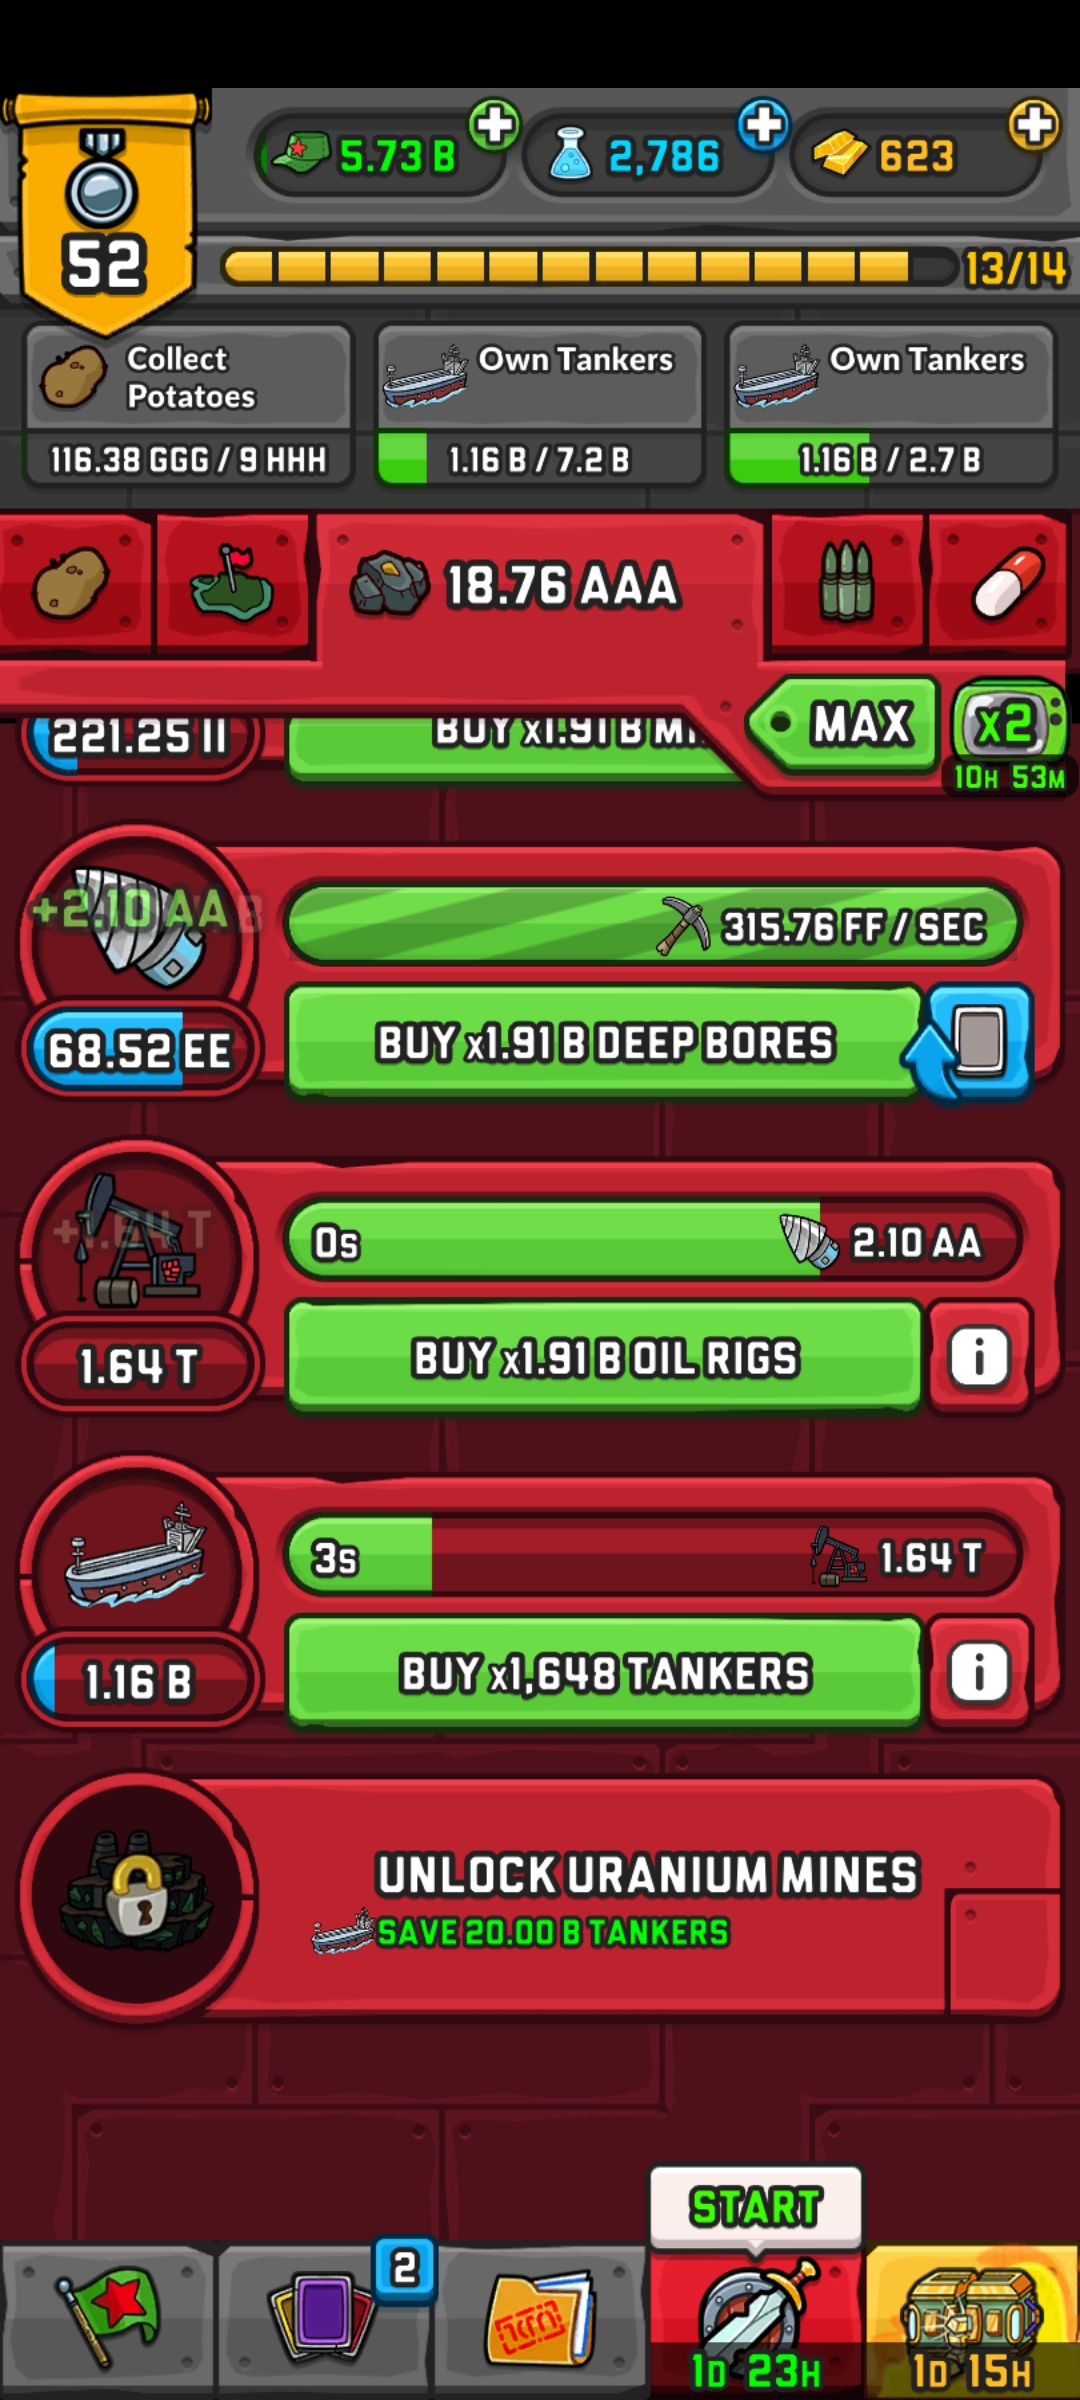 52
5.73 B
2,786
623
13/14
Collect
Potatoes
116.38 GGG / 9 HHH
Own Tankers
1.16 B / 7.2 B
Own Tankers
1.16 B / 2.7 B
18.76 AAA
MAX
x2
10H 53M
221.25 II
BUY x1.91 B
+2.10 AA
315.76 FF / SEC
68.52 EE
BUY x1.91 B DEEP BORES
+1.64 T
0s
2.10 AA
1.64 T
BUY x1.91 B OIL RIGS
i
3s
1.64 T
1.16 B
BUY x1,648 TANKERS
i
UNLOCK URANIUM MINES
SAVE 20.00 B TANKERS
START
2
1D 23H
1D 15H